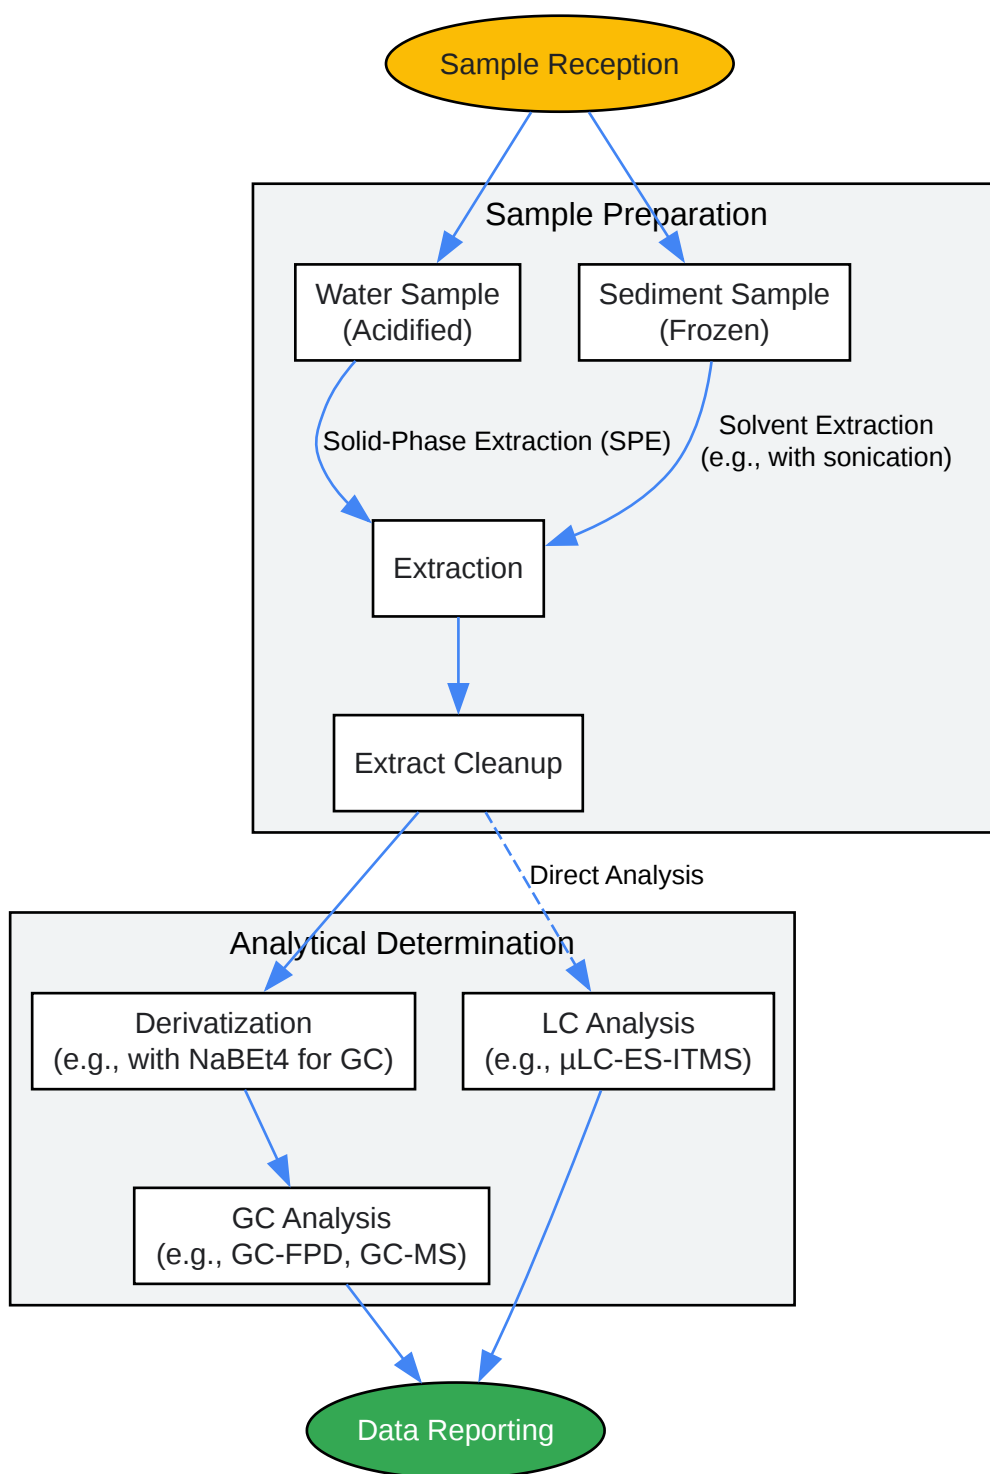 Sample Reception
Sample Preparation
Water Sample
(Acidified)
Sediment Sample
(Frozen)
Solid-Phase Extraction (SPE)
Solvent Extraction
(e.g., with sonication)
Extraction
Extract Cleanup
Direct Analysis
Analytical Determination
Derivatization
(e.g., with NaBEt4 for GC)
LC Analysis
(e.g., µLC-ES-ITMS)
GC Analysis
(e.g., GC-FPD, GC-MS)
Data Reporting